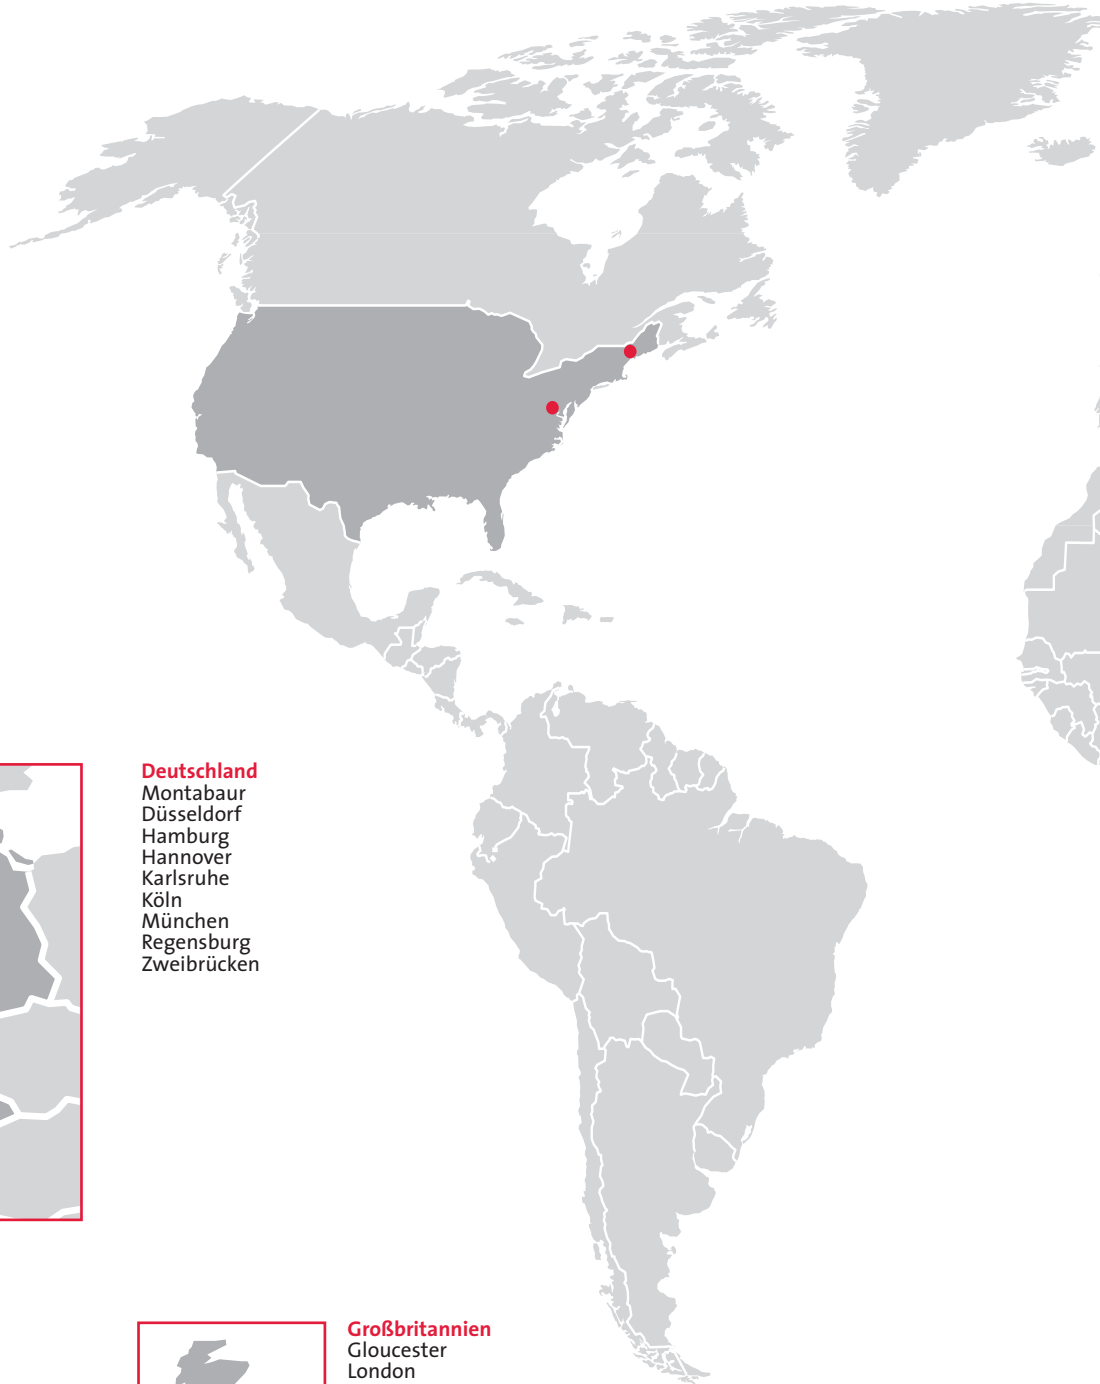 Deutschland
Montabaur
Düsseldorf
Hamburg
Hannover
Karlsruhe
Köln
München
Regensburg
Zweibrücken
Großbritannien
Gloucester
London